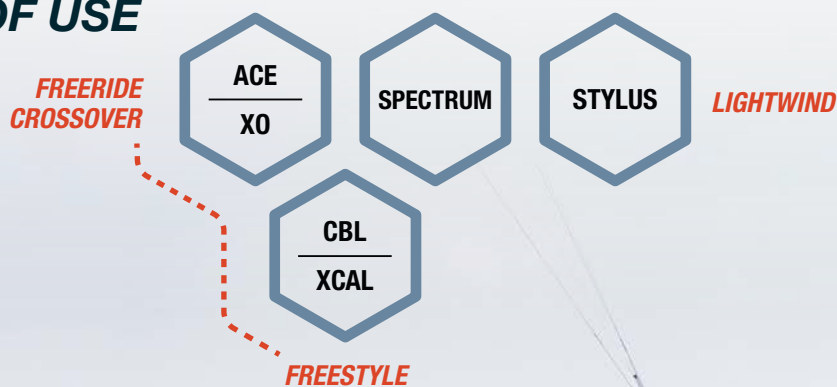 OF USE
FREERIDE
CROSSOVER
ACE
XO
SPECTRUM
STYLUS
LIGHTWIND
CBL
XCAL
FREESTYLE